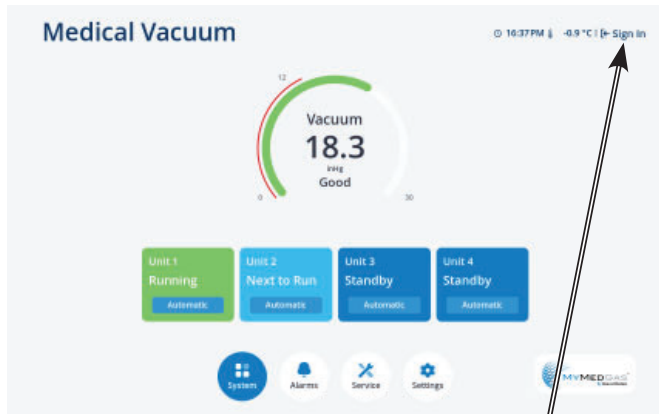 Medical Vacuum
16:37 PM -0.9 °C | Sign In
12
Vacuum
18.3
inHg
Good
0
30
Unit 1
Running
Automatic
Unit 2
Next to Run
Automatic
Unit 3
Standby
Automatic
Unit 4
Standby
Automatic
System
Alarms
Service
Settings
MYMEDGAS